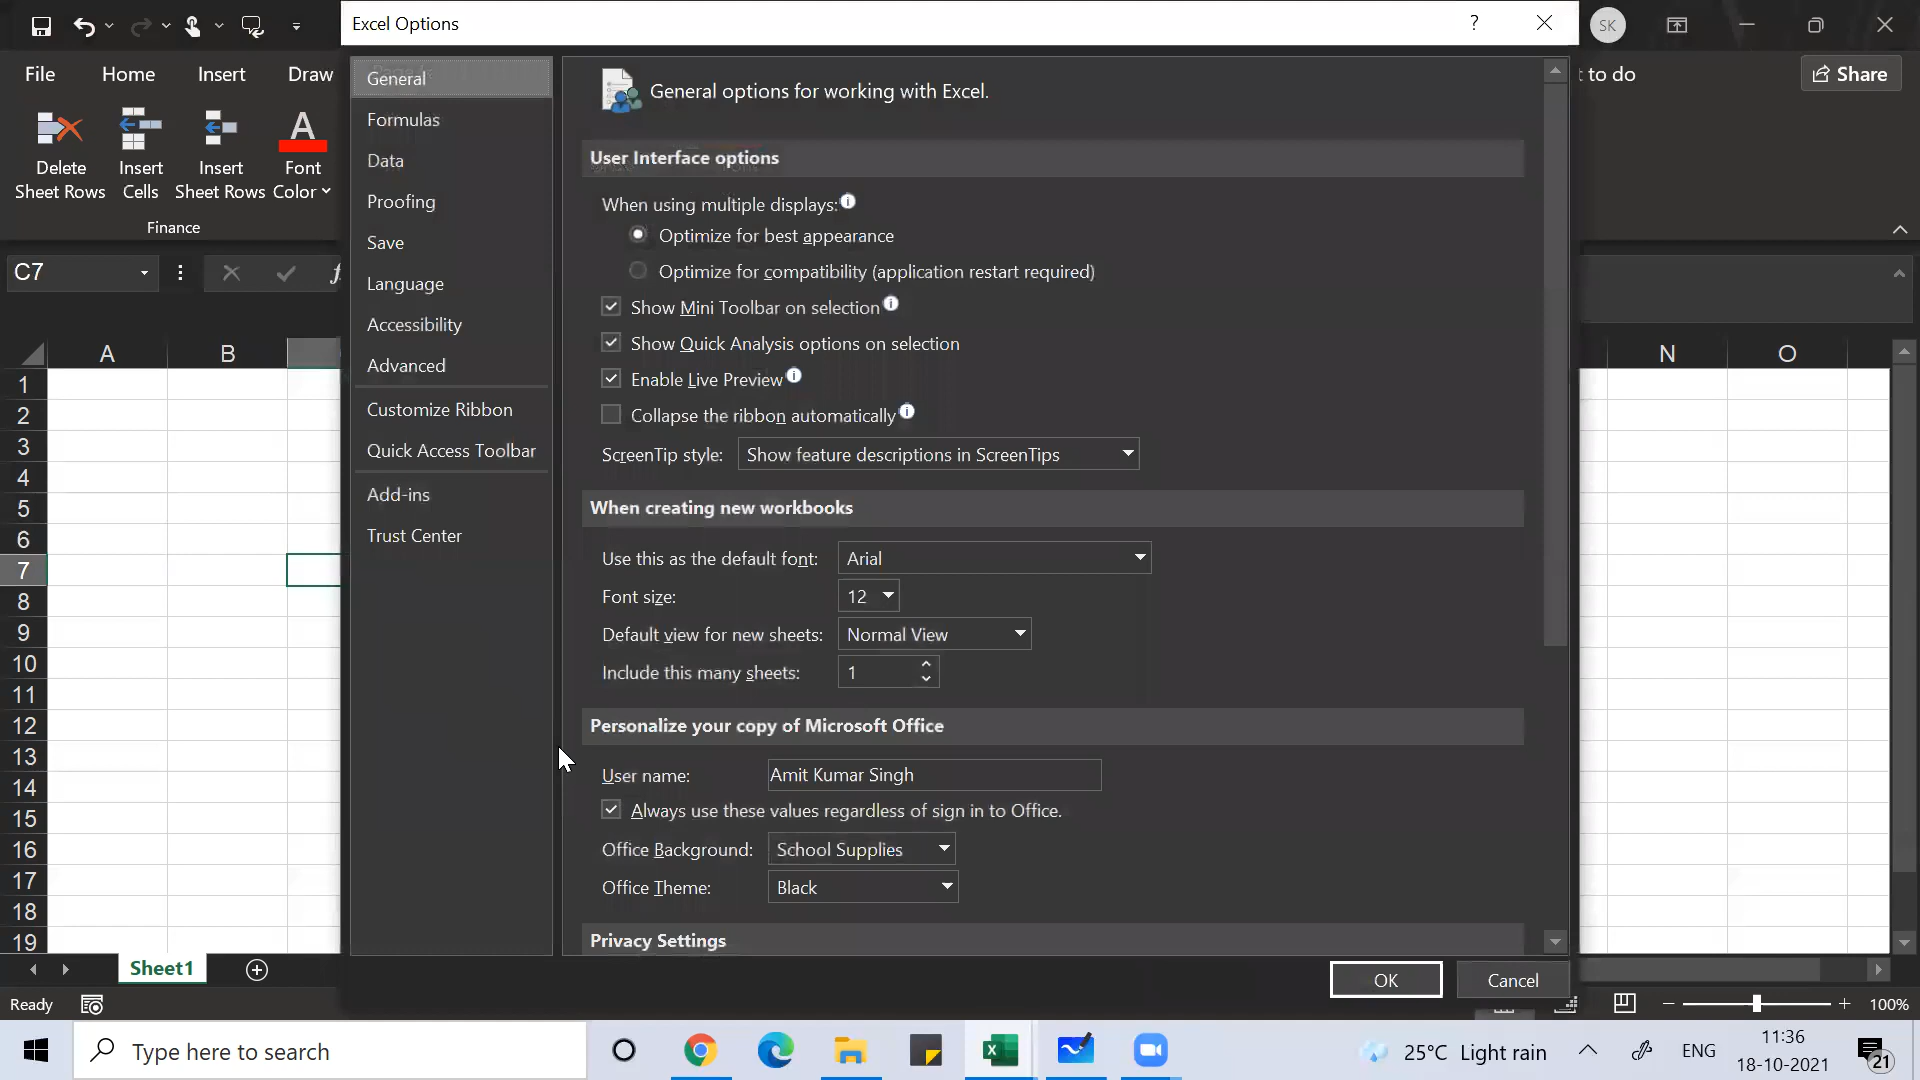 Excel Options
?
SK
File Home Insert Draw
t to do
Share
Delete Sheet Rows
Insert Cells
Insert Sheet Rows
Font Color
Finance
C7
A B N O
1
2
3
4
5
6
7
8
9
10
11
12
13
14
15
16
17
18
19
General
Formulas
Data
Proofing
Save
Language
Accessibility
Advanced
Customize Ribbon
Quick Access Toolbar
Add-ins
Trust Center
General options for working with Excel.
User Interface options
When using multiple displays:
Optimize for best appearance
Optimize for compatibility (application restart required)
Show Mini Toolbar on selection
Show Quick Analysis options on selection
Enable Live Preview
Collapse the ribbon automatically
ScreenTip style: Show feature descriptions in ScreenTips
When creating new workbooks
Use this as the default font: Arial
Font size: 12
Default view for new sheets: Normal View
Include this many sheets: 1
Personalize your copy of Microsoft Office
User name: Amit Kumar Singh
Always use these values regardless of sign in to Office.
Office Background: School Supplies
Office Theme: Black
Privacy Settings
OK Cancel
Sheet1
Ready
100%
Type here to search
25°C Light rain
ENG
11:36
18-10-2021
21